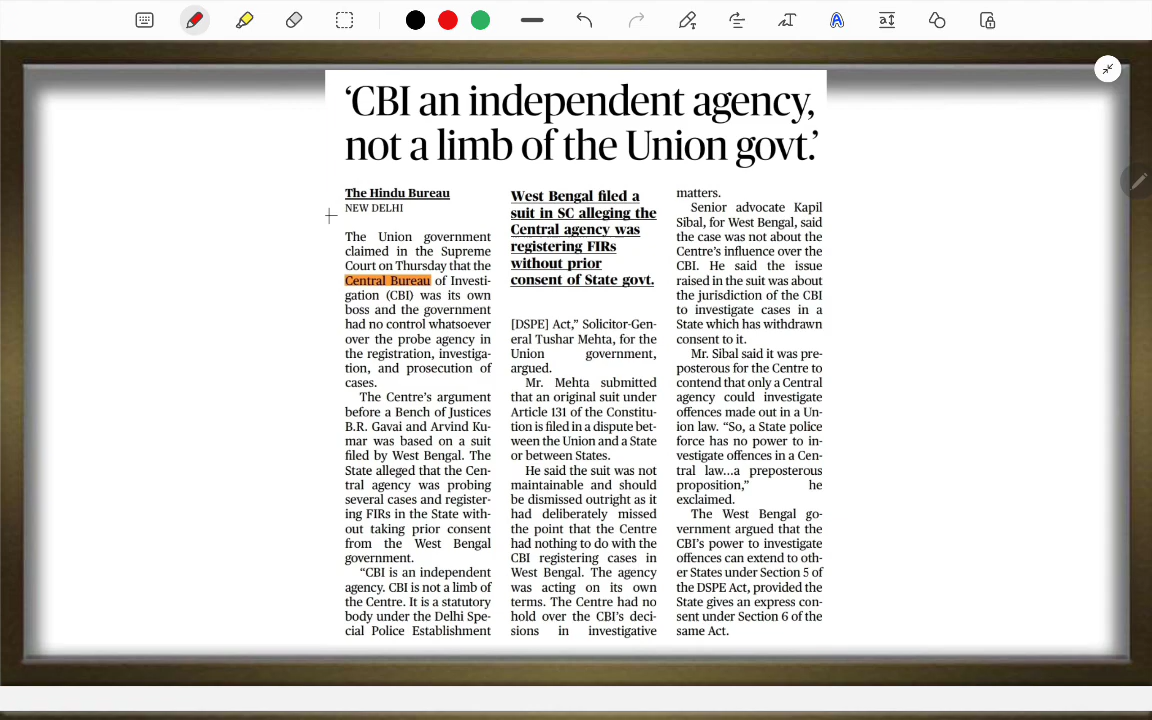 ‘CBI an independent agency,
not a limb of the Union govt.’
The Hindu Bureau
NEW DELHI
The Union government
claimed in the Supreme
Court on Thursday that the
Central Bureau of Investi-
gation (CBI) was its own
boss and the government
had no control whatsoever
over the probe agency in
the registration, investiga-
tion, and prosecution of
cases.
The Centre’s argument
before a Bench of Justices
B.R. Gavai and Arvind Ku-
mar was based on a suit
filed by West Bengal. The
State alleged that the Cen-
tral agency was probing
several cases and register-
ing FIRs in the State with-
out taking prior consent
from the West Bengal
government.
“CBI is an independent
agency. CBI is not a limb of
the Centre. It is a statutory
body under the Delhi Spe-
cial Police Establishment
West Bengal filed a
suit in SC alleging the
Central agency was
registering FIRs
without prior
consent of State govt.
[DSPE] Act,” Solicitor-Gen-
eral Tushar Mehta, for the
Union government,
argued.
Mr. Mehta submitted
that an original suit under
Article 131 of the Constitu-
tion is filed in a dispute bet-
ween the Union and a State
or between States.
He said the suit was not
maintainable and should
be dismissed outright as it
had deliberately missed
the point that the Centre
had nothing to do with the
CBI registering cases in
West Bengal. The agency
was acting on its own
terms. The Centre had no
hold over the CBI’s deci-
sions in investigative
matters.
Senior advocate Kapil
Sibal, for West Bengal, said
the case was not about the
Centre’s influence over the
CBI. He said the issue
raised in the suit was about
the jurisdiction of the CBI
to investigate cases in a
State which has withdrawn
consent to it.
Mr. Sibal said it was pre-
posterous for the Centre to
contend that only a Central
agency could investigate
offences made out in a Un-
ion law. “So, a State police
force has no power to in-
vestigate offences in a Cen-
tral law...a preposterous
proposition,” he
exclaimed.
The West Bengal go-
vernment argued that the
CBI’s power to investigate
offences can extend to oth-
er States under Section 5 of
the DSPE Act, provided the
State gives an express con-
sent under Section 6 of the
same Act.